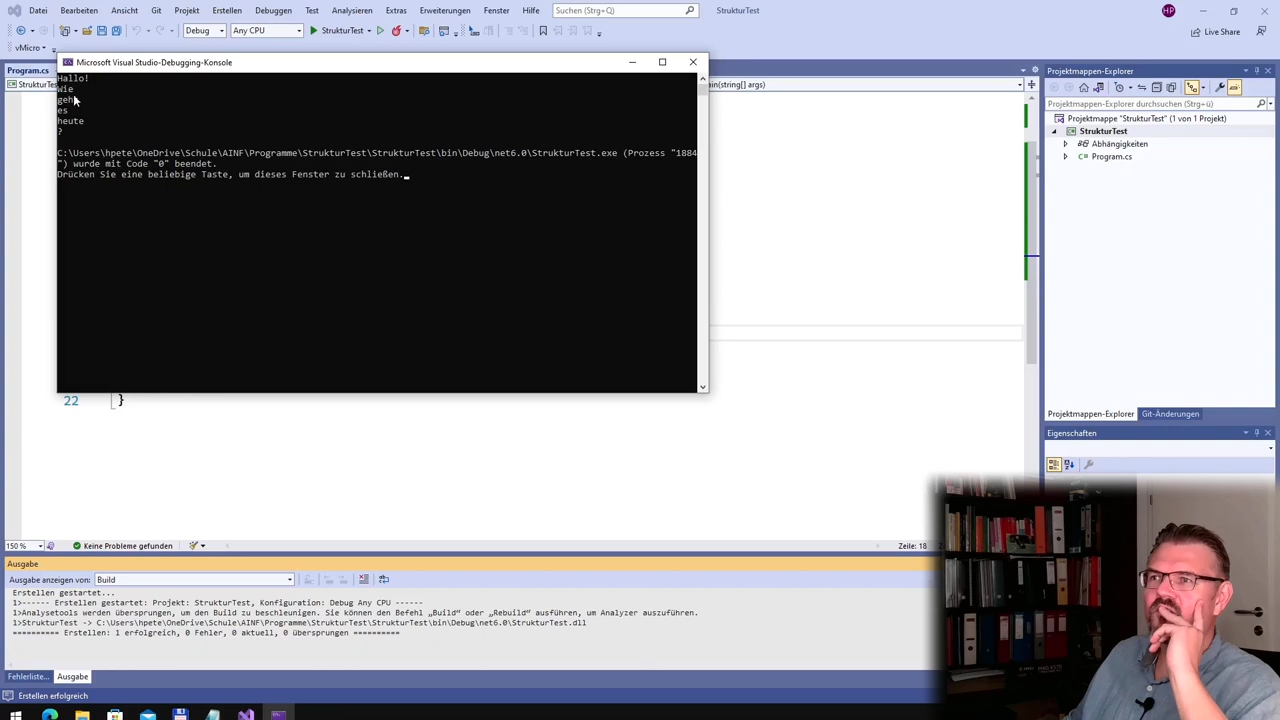 Datei Bearbeiten Ansicht Git Projekt Erstellen Debuggen Test Analysieren Extras Erweiterungen Fenster Hilfe Suchen (Strg+Q) StrukturTest HP
Debug Any CPU StrukturTest Live Share
vMicro
Program.cs
Microsoft Visual Studio-Debugging-Konsole
Hallo!
Wie
es
heute
?
C:\Users\hpete\OneDrive\Schule\AINF\Programme\StrukturTest\StrukturTest\bin\Debug\net6.0\StrukturTest.exe (Prozess "1884
") wurde mit Code "0" beendet.
Drücken Sie eine beliebige Taste, um dieses Fenster zu schließen.
(string[] args)
22 }
Projektmappen-Explorer
Projektmappen-Explorer durchsuchen (Strg+ü)
Projektmappe "StrukturTest" (1 von 1 Projekt)
StrukturTest
Abhängigkeiten
Program.cs
Projektmappen-Explorer Git-Änderungen
Eigenschaften
150 % Keine Probleme gefunden Zeile: 18
Ausgabe
Ausgabe anzeigen von: Build
Erstellen gestartet...
1>------ Erstellen gestartet: Projekt: StrukturTest, Konfiguration: Debug Any CPU ------
1>Analysetools werden übersprungen, um den Build zu beschleunigen. Sie können den Befehl „Build“ oder „Rebuild“ ausführen, um Analyzer auszuführen.
1>StrukturTest -> C:\Users\hpete\OneDrive\Schule\AINF\Programme\StrukturTest\StrukturTest\bin\Debug\net6.0\StrukturTest.dll
========== Erstellen: 1 erfolgreich, 0 Fehler, 0 aktuell, 0 übersprungen ==========
Fehlerliste... Ausgabe
Erstellen erfolgreich